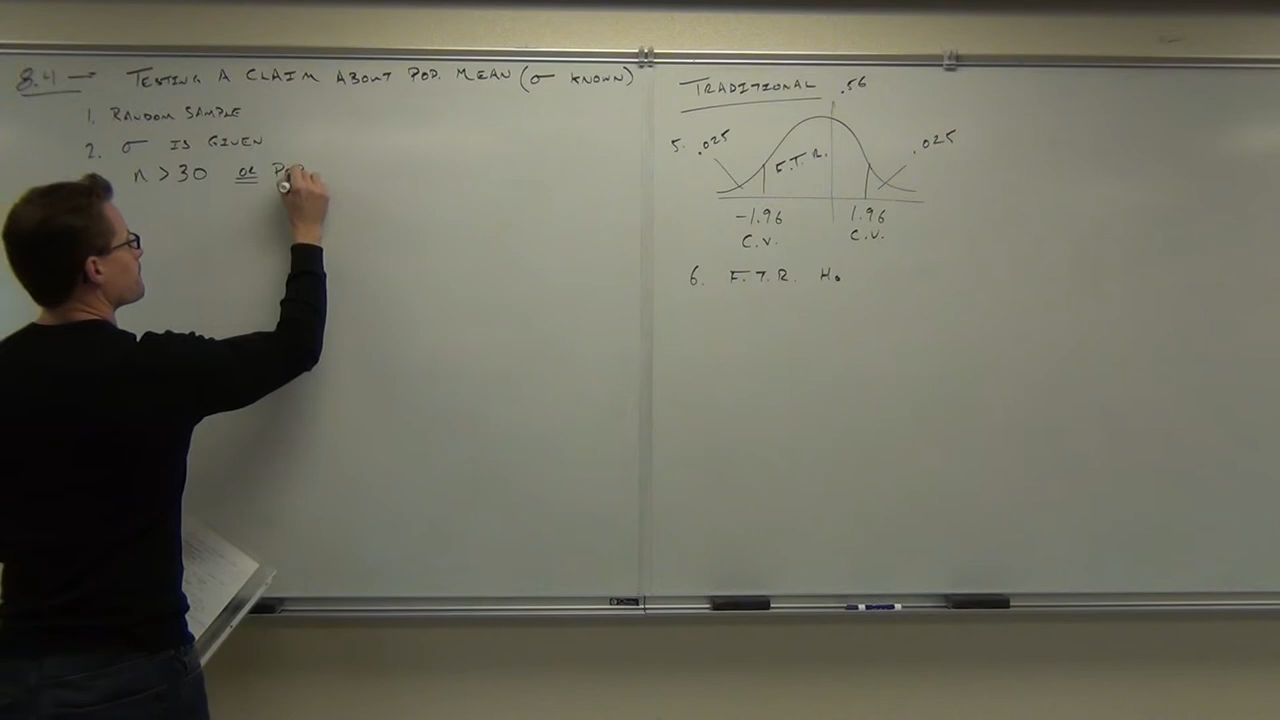 8.4 → TESTING A CLAIM ABOUT POP. MEAN (σ KNOWN)
1. RANDOM SAMPLE
2. σ IS GIVEN
n > 30 OR POP
TRADITIONAL .56
5. .025 F.T.R. .025
-1.96 1.96
C.V. C.V.
6. F.T.R. H₀